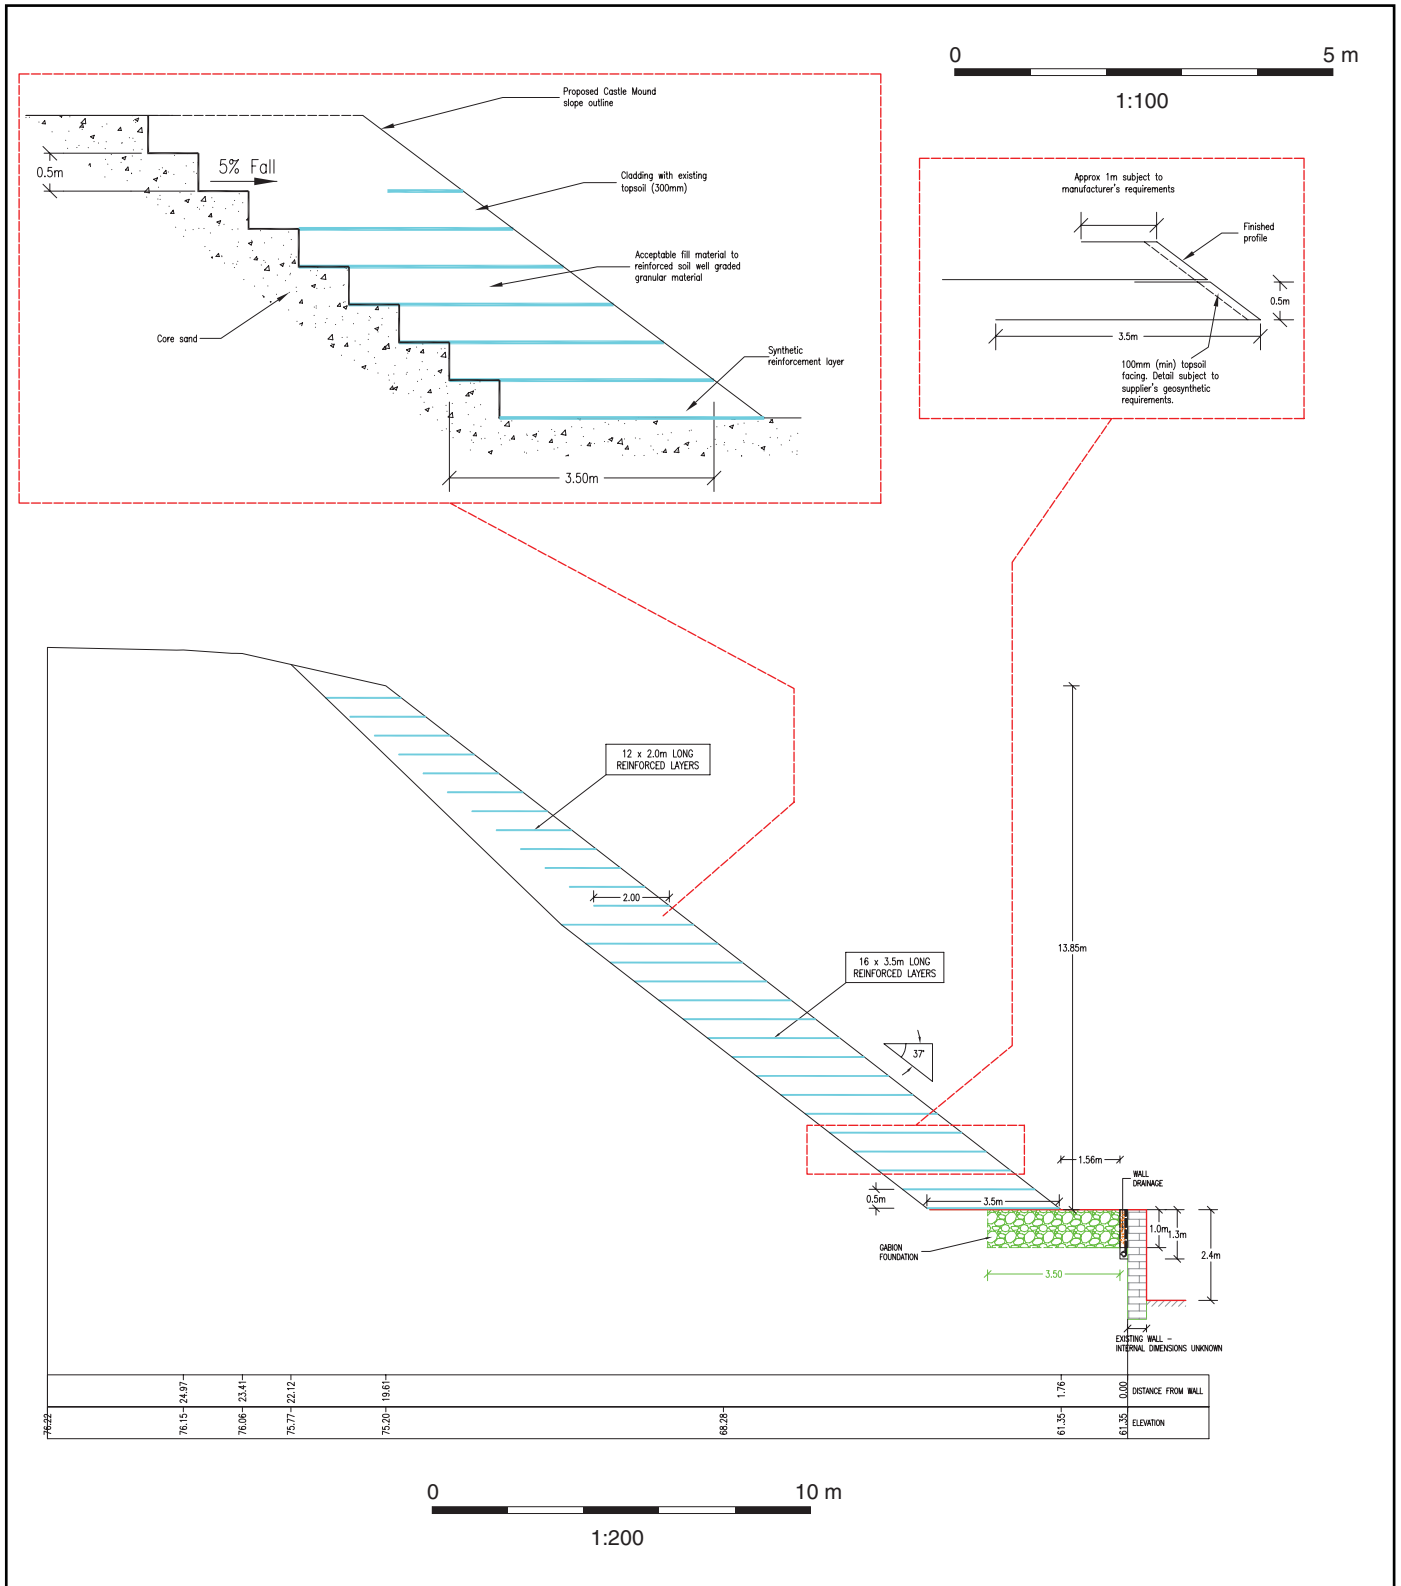 0 5 m
1:100
Proposed Castle Mound
slope outline
0.5m
5% Fall
Cladding with existing
topsoil (300mm)
Acceptable fill material to
reinforced soil well graded
granular material
Core sand
Synthetic
reinforcement layer
3.50m
Approx 1m subject to
manufacturer's requirements
Finished
profile
0.5m
3.5m
100mm (min) topsoil
facing. Detail subject to
supplier's geosynthetic
requirements.
12 x 2.0m LONG
REINFORCED LAYERS
2.00
16 x 3.5m LONG
REINFORCED LAYERS
13.85m
37°
1.56m
WALL
DRAINAGE
0.5m
3.5m
1.0m
1.3m
2.4m
GABION
FOUNDATION
3.50
EXISTING WALL –
INTERNAL DIMENSIONS UNKNOWN
24.97 23.41 22.12 19.61 1.76 0.00 DISTANCE FROM WALL
76.22 76.15 76.06 75.77 75.20 68.28 61.35 61.35 ELEVATION
0 10 m
1:200